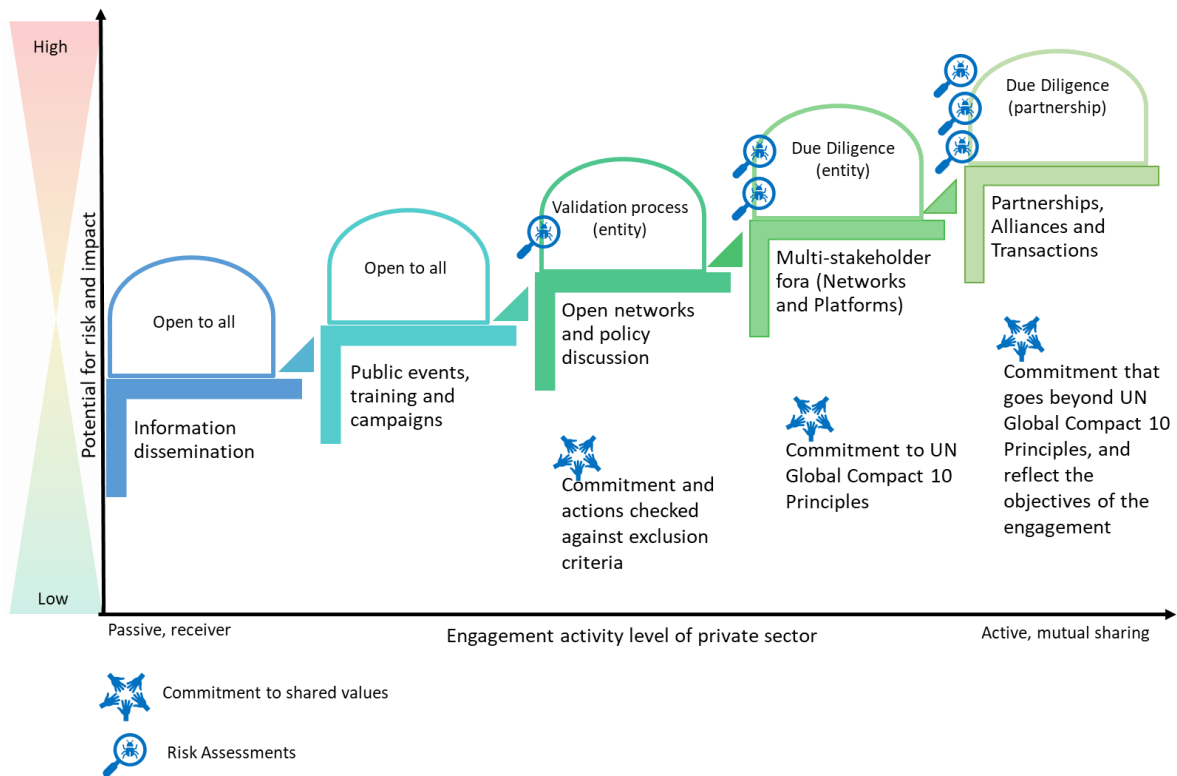 High
Potential for risk and impact
Low
Open to all
Information
dissemination
Open to all
Public events,
training and
campaigns
Validation process
(entity)
Open networks
and policy
discussion
Commitment and
actions checked
against exclusion
criteria
Due Diligence
(entity)
Multi-stakeholder
fora (Networks
and Platforms)
Commitment to UN
Global Compact 10
Principles
Due Diligence
(partnership)
Partnerships,
Alliances and
Transactions
Commitment that
goes beyond UN
Global Compact 10
Principles, and
reflect the
objectives of the
engagement
Passive, receiver
Engagement activity level of private sector
Active, mutual sharing
Commitment to shared values
Risk Assessments